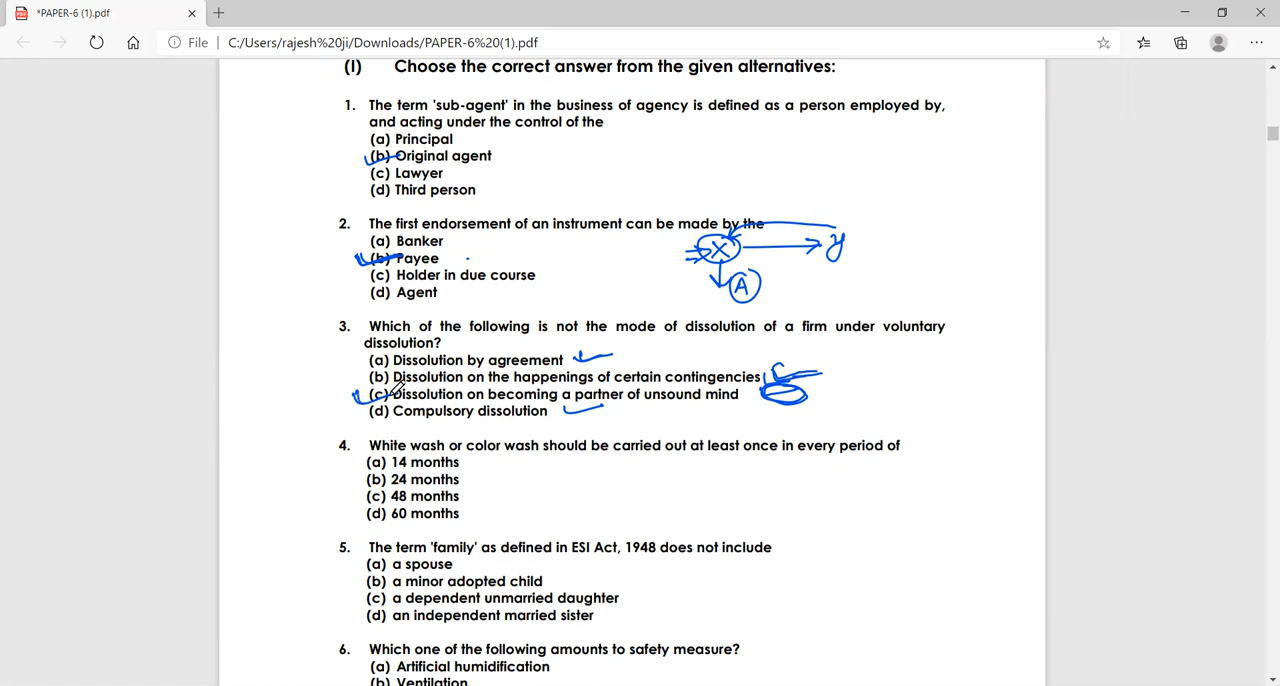 *PAPER-6 (1).pdf
File | C:/Users/rajesh%20ji/Downloads/PAPER-6%20(1).pdf
(I) Choose the correct answer from the given alternatives:
1. The term 'sub-agent' in the business of agency is defined as a person employed by,
and acting under the control of the
(a) Principal
(b) Original agent
(c) Lawyer
(d) Third person
2. The first endorsement of an instrument can be made by the
(a) Banker
(b) Payee
(c) Holder in due course
(d) Agent
X y
A
3. Which of the following is not the mode of dissolution of a firm under voluntary
dissolution?
(a) Dissolution by agreement
(b) Dissolution on the happenings of certain contingencies
(c) Dissolution on becoming a partner of unsound mind
(d) Compulsory dissolution
4. White wash or color wash should be carried out at least once in every period of
(a) 14 months
(b) 24 months
(c) 48 months
(d) 60 months
5. The term 'family' as defined in ESI Act, 1948 does not include
(a) a spouse
(b) a minor adopted child
(c) a dependent unmarried daughter
(d) an independent married sister
6. Which one of the following amounts to safety measure?
(a) Artificial humidification
(b) Ventilation